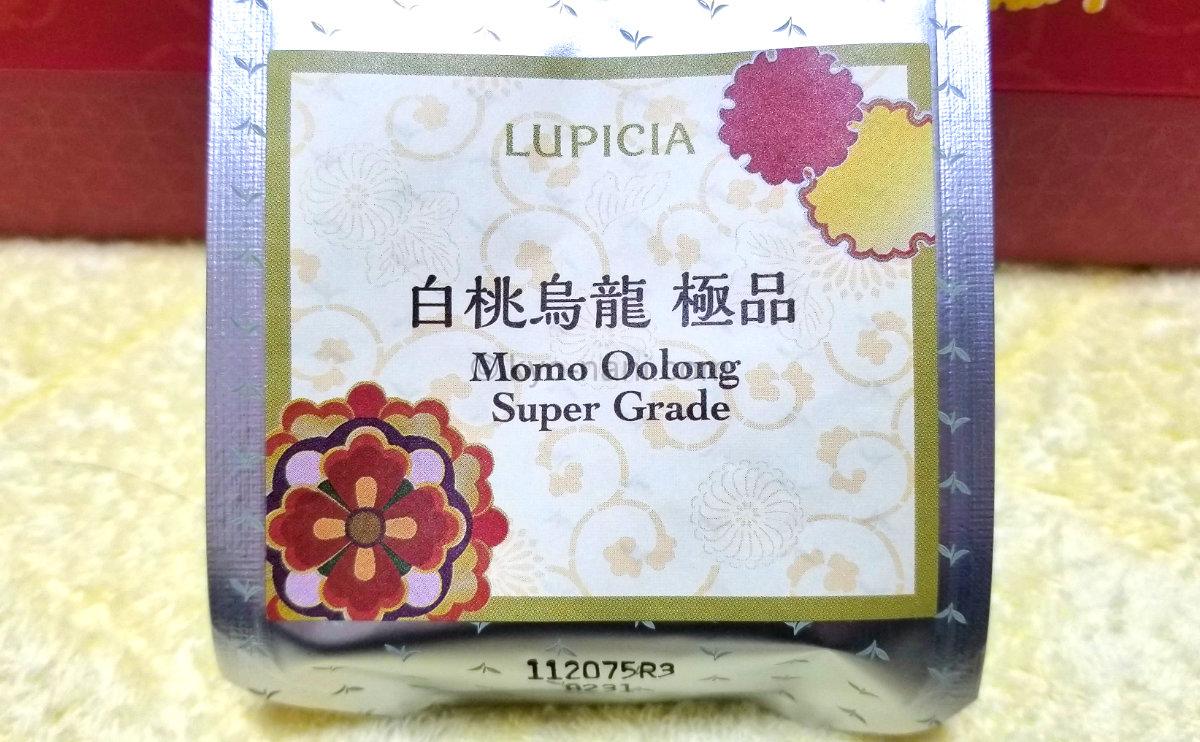 LUPICIA
白桃烏龍 極品
Momo Oolong
Super Grade
112075R3